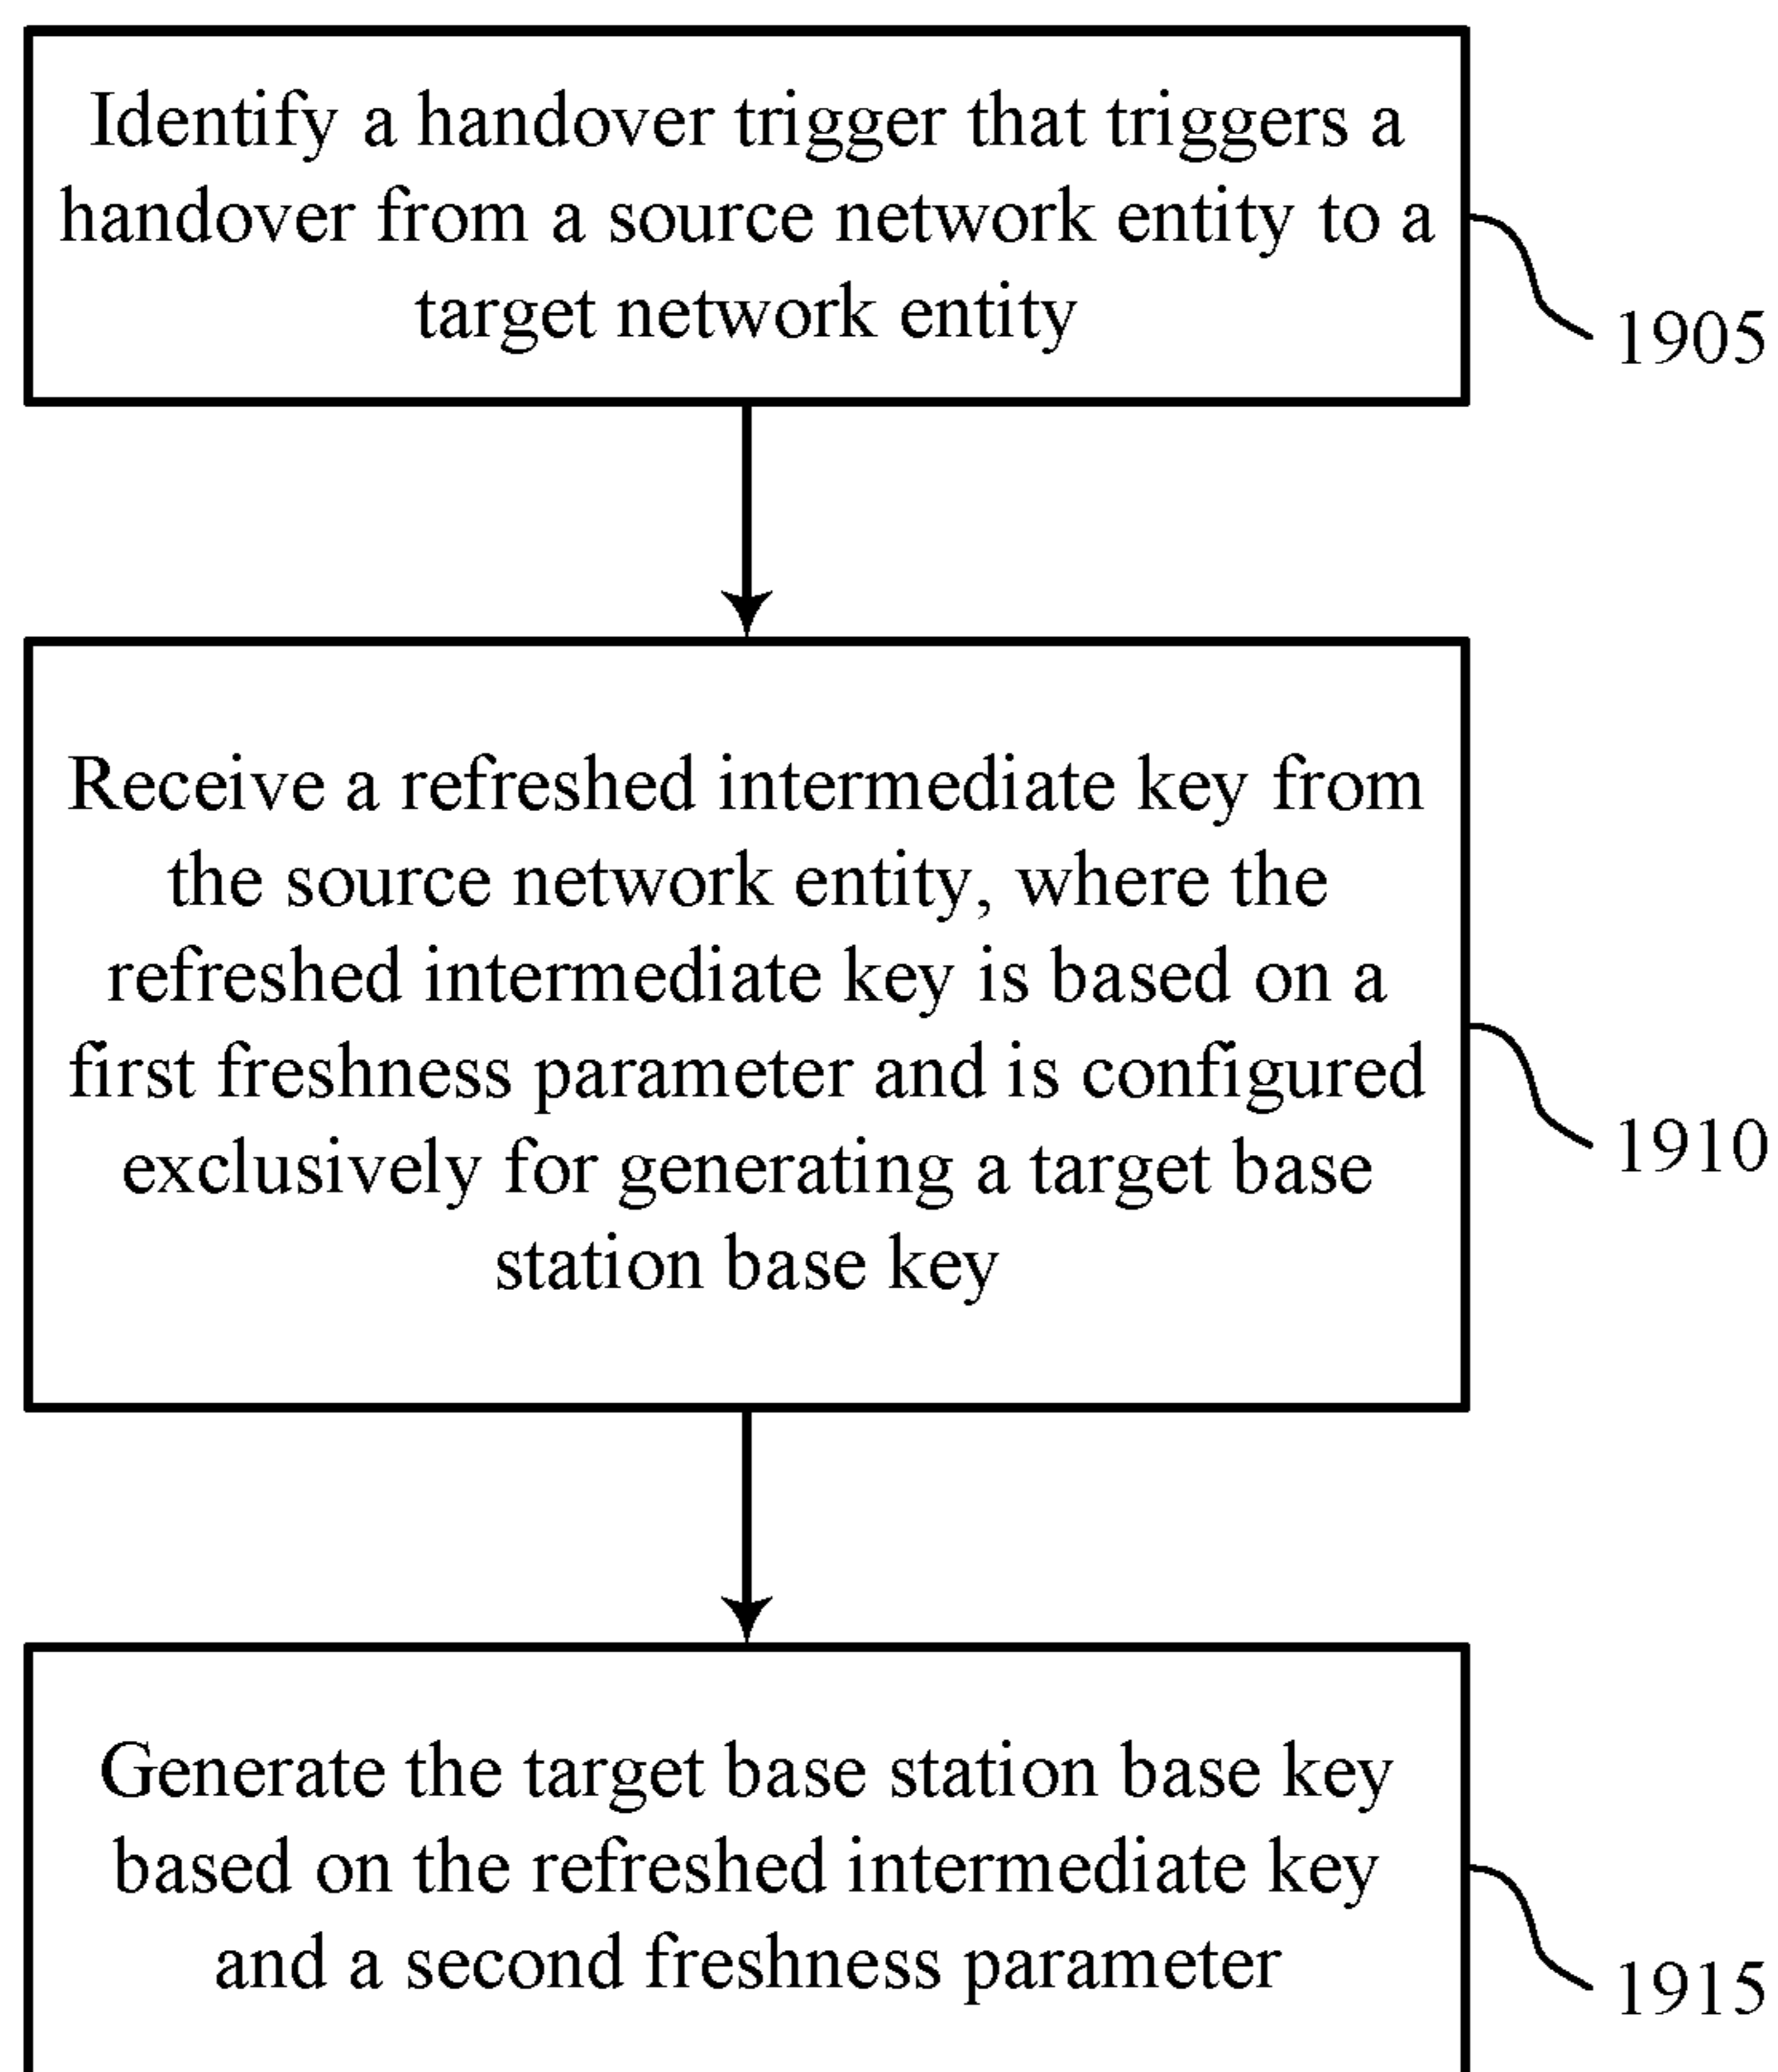 Identify a handover trigger that triggers a
handover from a source network entity to a
target network entity
1905
Receive a refreshed intermediate key from
the source network entity, where the
refreshed intermediate key is based on a
first freshness parameter and is configured
exclusively for generating a target base
station base key
1910
Generate the target base station base key
based on the refreshed intermediate key
and a second freshness parameter
1915